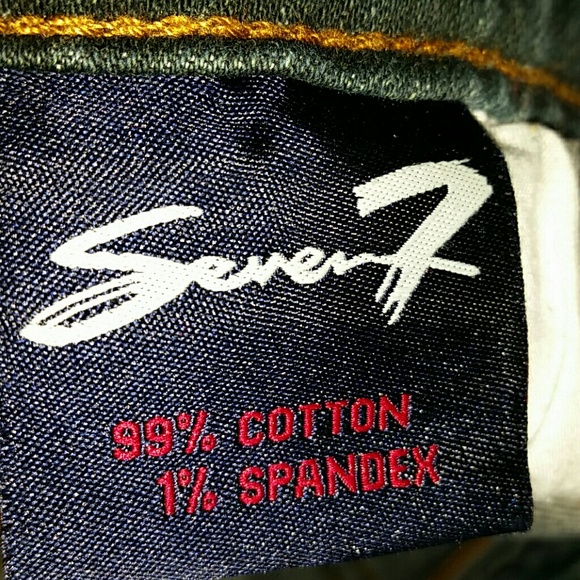 Seven7
99% COTTON
1% SPANDEX